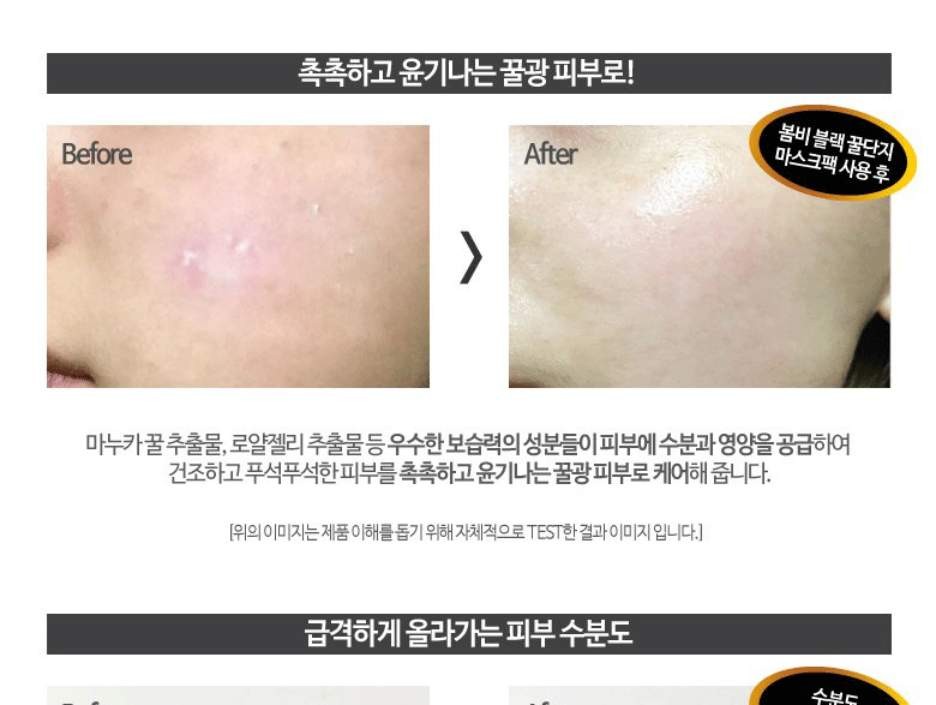 촉촉하고 윤기나는 꿀광 피부로!
Before
After
봄비 블랙 꿀단지
마스크팩 사용 후
마누카 꿀 추출물, 로얄젤리 추출물 등 우수한 보습력의 성분들이 피부에 수분과 영양을 공급하여
건조하고 푸석푸석한 피부를 촉촉하고 윤기나는 꿀광 피부로 케어해 줍니다.
[위의 이미지는 제품 이해를 돕기 위해 자체적으로 TEST한 결과 이미지 입니다.]
급격하게 올라가는 피부 수분도
수분도